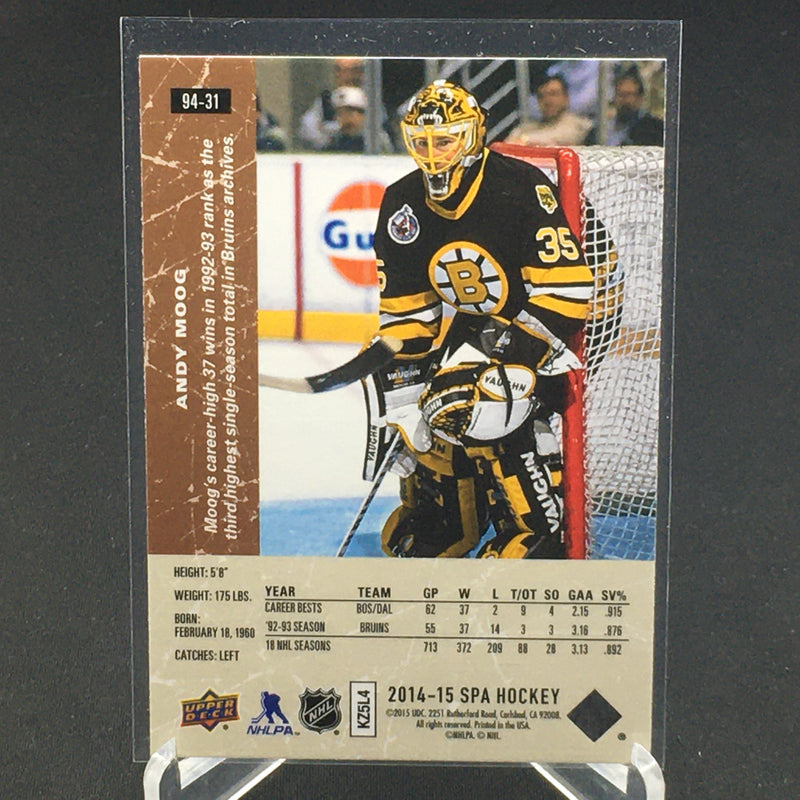 94-31
ANDY MOOG
Moog's career-high 37 wins in 1992-93 rank as the
third highest single-season total in Bruins archives.
Gu
35
5
B
VAUGHN
VAUGHN
VAUGHN
VAUGHN
VAUGHN
HEIGHT: 5'8"
WEIGHT: 175 LBS.
BORN:
FEBRUARY 18, 1960
CATCHES: LEFT
YEAR TEAM GP W L T/OT SO GAA SV%
CAREER BESTS BOS/DAL 62 37 2 9 4 2.15 .915
'92-93 SEASON BRUINS 55 37 14 3 3 3.16 .876
18 NHL SEASONS 713 372 209 88 28 3.13 .892
UPPER
DECK
NHLPA
NHL
KZ5L4
2014-15 SPA HOCKEY
©2015 UDC. 2251 Rutherford Road, Carlsbad, CA 92008.
All rights reserved. Printed in the USA.
©NHLPA. © NHL.